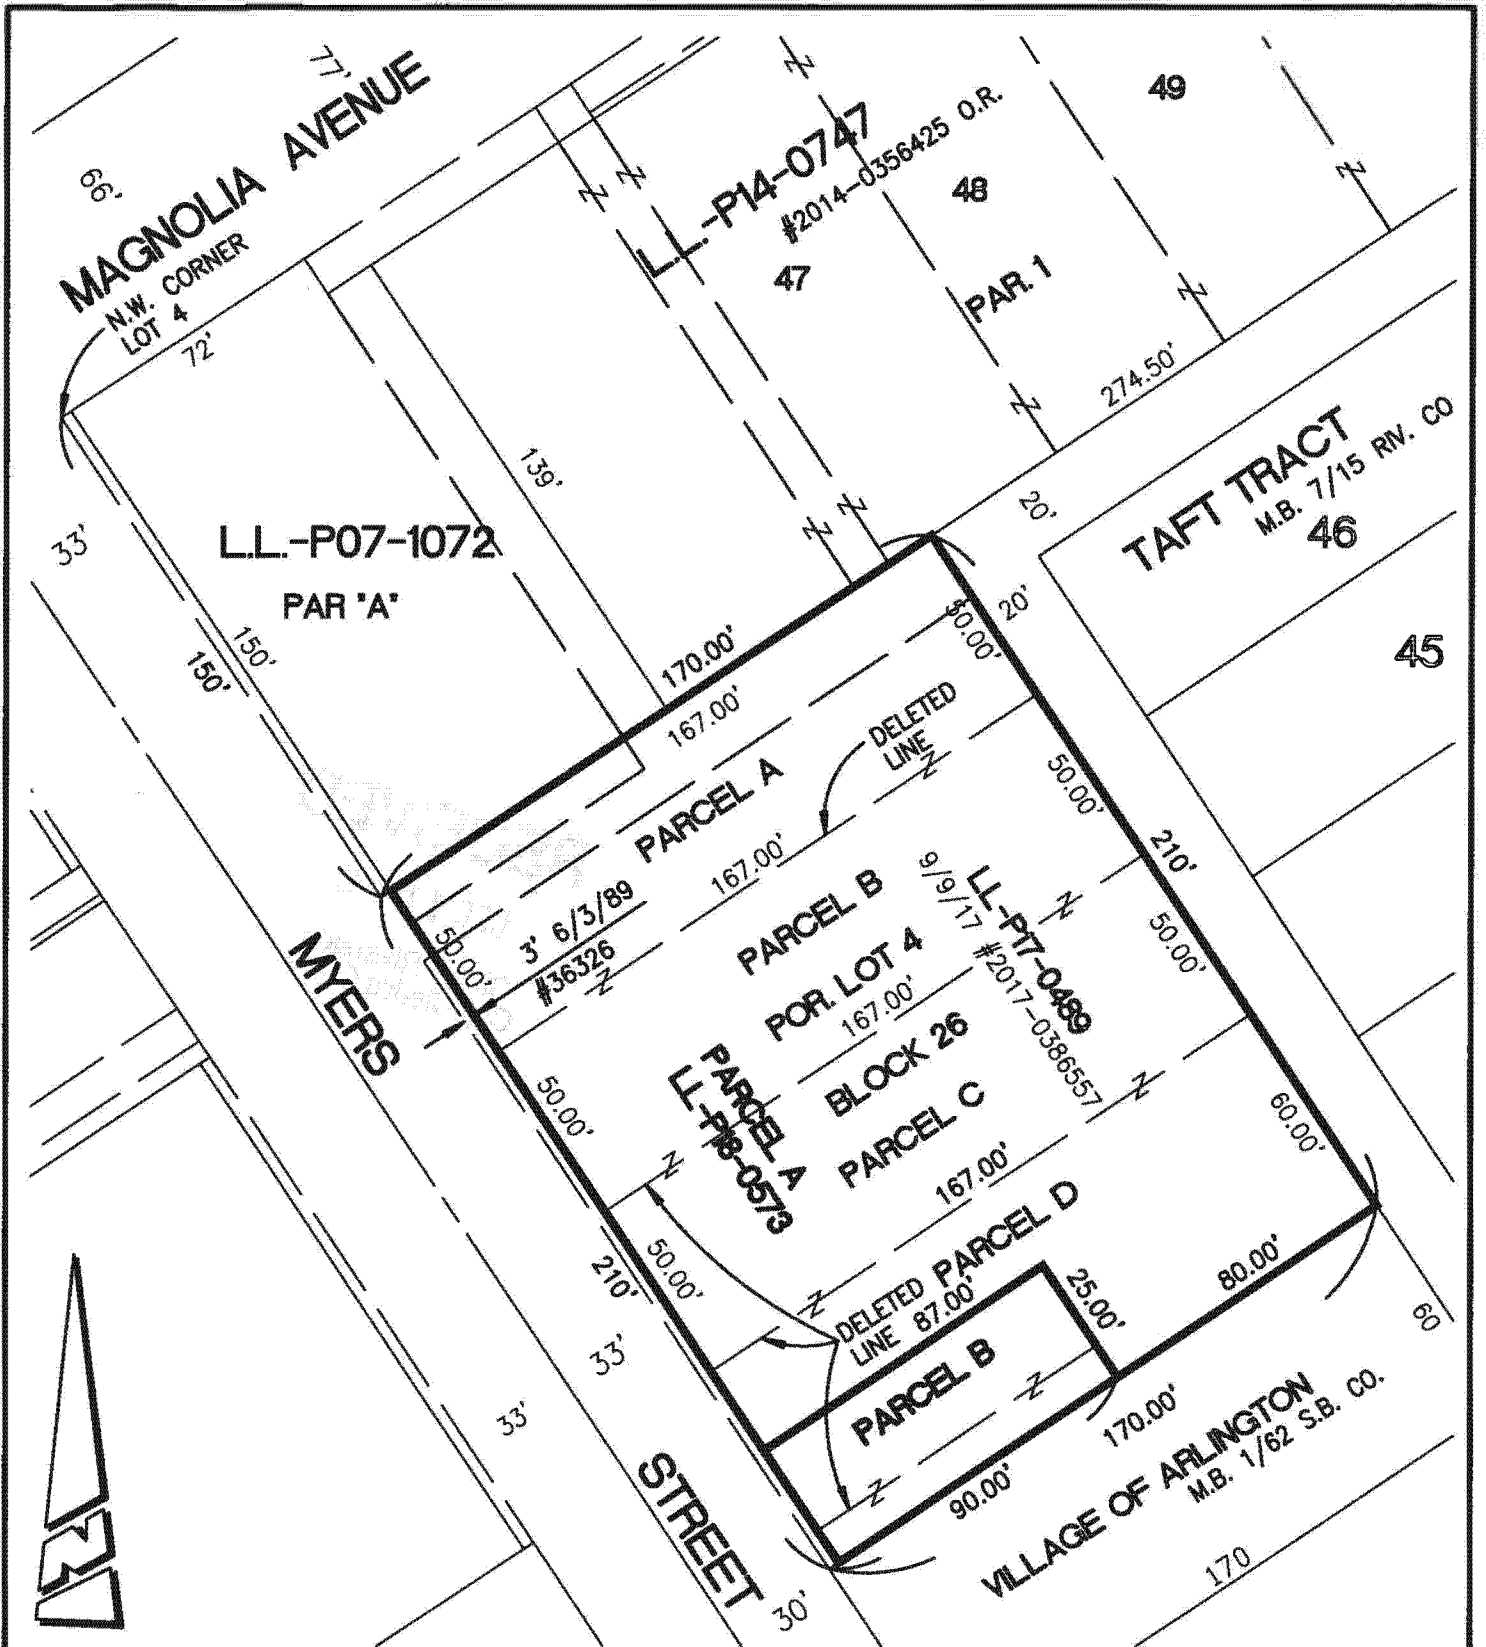 77'
MAGNOLIA AVENUE
66'
N.W. CORNER
LOT 4
72'
L.L.-P14-0747
#2014-0356425 O.R.
49
48
47
PAR. 1
274.50'
139'
TAFT TRACT
M.B. 7/15 RIV. CO
46
45
20'
20'
33'
L.L.-P07-1072
PAR "A"
150'
150'
170.00'
167.00'
50.00'
DELETED
LINE
PARCEL A
50.00'
167.00'
3' 6/3/89
#36326
50.00'
210'
PARCEL B
POR. LOT 4
167.00'
BLOCK 26
PARCEL C
LL-P17-0489
9/9/17 #2017-0386557
50.00'
MYERS
50.00'
PARCEL A
LL-P18-0573
60.00'
167.00'
PARCEL D
50.00'
210'
DELETED
LINE
87.00'
25.00'
80.00'
60
33'
33'
PARCEL B
170.00'
90.00'
VILLAGE OF ARLINGTON
M.B. 1/62 S.B. CO.
STREET
30'
170
N